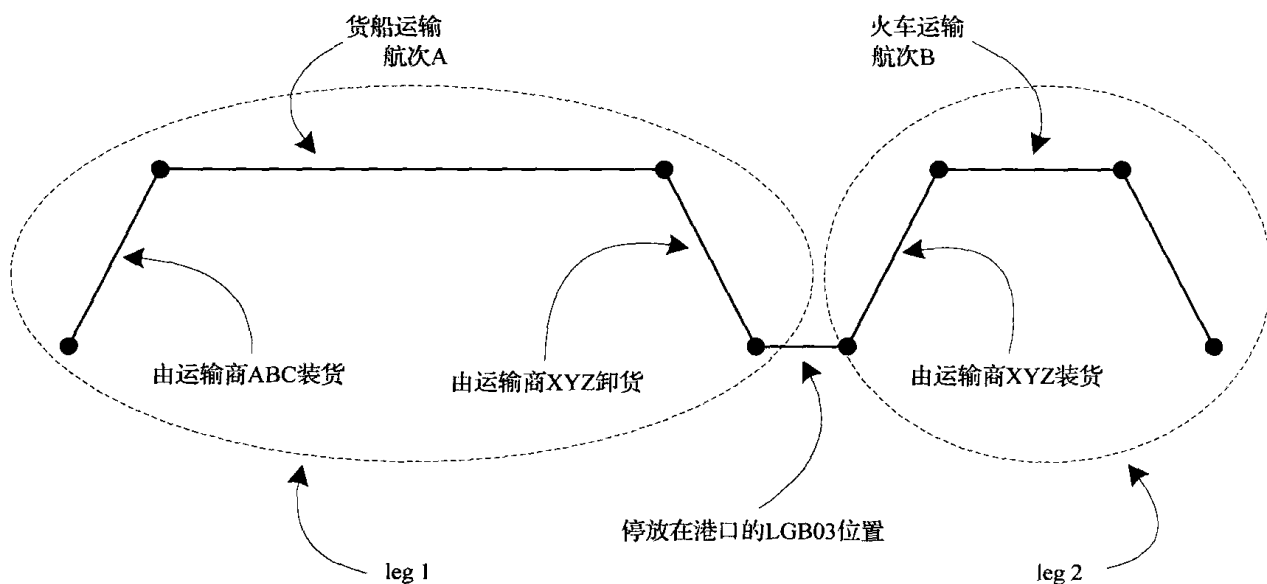 货船运输
航次A
火车运输
航次B
由运输商ABC装货
由运输商XYZ卸货
由运输商XYZ装货
停放在港口的LGB03位置
leg 1
leg 2